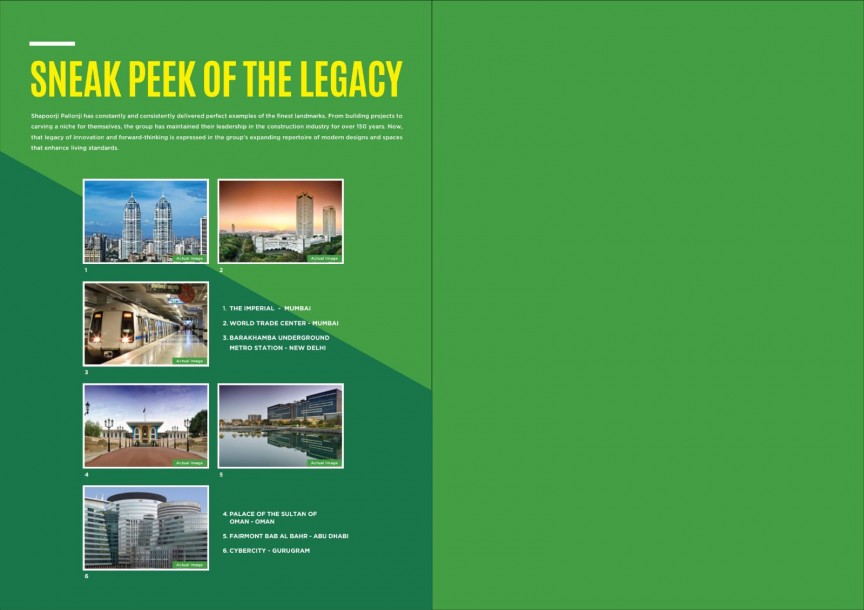 SNEAK PEEK OF THE LEGACY
Shapoorji Pallonji has constantly and consistently delivered perfect examples of the finest landmarks. From building projects to
carving a niche for themselves, the group has maintained their leadership in the construction industry for over 150 years. Now,
that legacy of innovation and forward-thinking is expressed in the group's expanding repertoire of modern designs and spaces
that enhance living standards.
Actual Image
Actual Image
1
2
Actual Image
1. THE IMPERIAL - MUMBAI
2. WORLD TRADE CENTER - MUMBAI
3. BARAKHAMBA UNDERGROUND
METRO STATION - NEW DELHI
3
Actual Image
Actual Image
4
5
Actual Image
4. PALACE OF THE SULTAN OF
OMAN - OMAN
5. FAIRMONT BAB AL BAHR - ABU DHABI
6. CYBERCITY - GURUGRAM
6